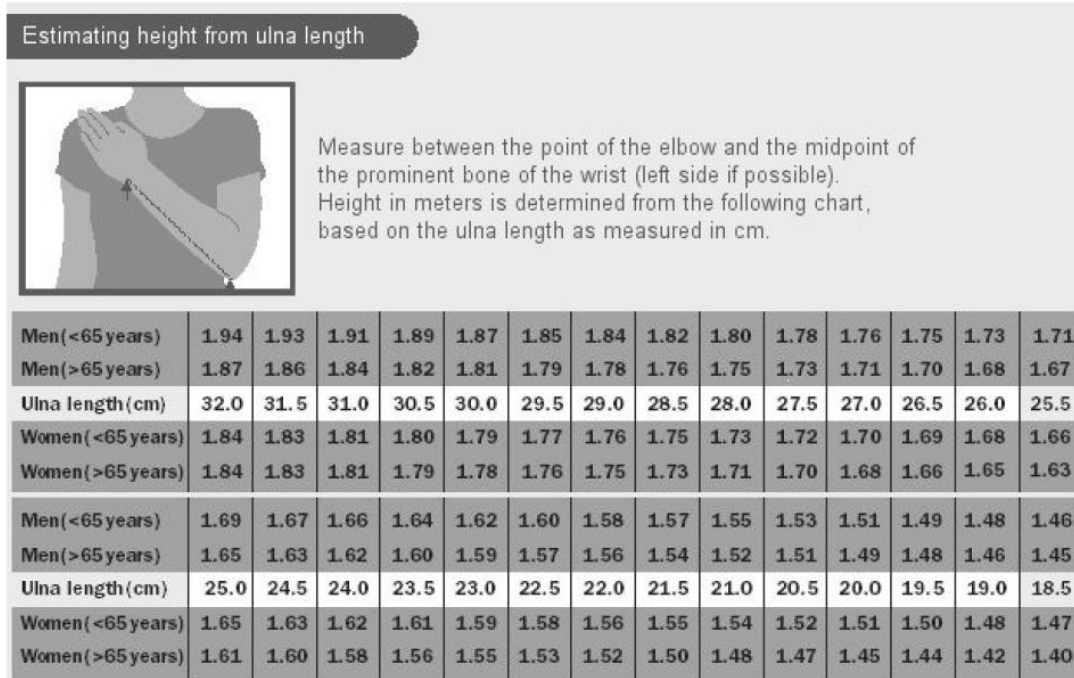 Estimating height from ulna length
Measure between the point of the elbow and the midpoint of
the prominent bone of the wrist (left side if possible).
Height in meters is determined from the following chart,
based on the ulna length as measured in cm.
Men(<65 years) 1.94 1.93 1.91 1.89 1.87 1.85 1.84 1.82 1.80 1.78 1.76 1.75 1.73 1.71
Men(>65 years) 1.87 1.86 1.84 1.82 1.81 1.79 1.78 1.76 1.75 1.73 1.71 1.70 1.68 1.67
Ulna length(cm) 32.0 31.5 31.0 30.5 30.0 29.5 29.0 28.5 28.0 27.5 27.0 26.5 26.0 25.5
Women(<65 years) 1.84 1.83 1.81 1.80 1.79 1.77 1.76 1.75 1.73 1.72 1.70 1.69 1.68 1.66
Women(>65 years) 1.84 1.83 1.81 1.79 1.78 1.76 1.75 1.73 1.71 1.70 1.68 1.66 1.65 1.63
Men(<65 years) 1.69 1.67 1.66 1.64 1.62 1.60 1.58 1.57 1.55 1.53 1.51 1.49 1.48 1.46
Men(>65 years) 1.65 1.63 1.62 1.60 1.59 1.57 1.56 1.54 1.52 1.51 1.49 1.48 1.46 1.45
Ulna length(cm) 25.0 24.5 24.0 23.5 23.0 22.5 22.0 21.5 21.0 20.5 20.0 19.5 19.0 18.5
Women(<65 years) 1.65 1.63 1.62 1.61 1.59 1.58 1.56 1.55 1.54 1.52 1.51 1.50 1.48 1.47
Women(>65 years) 1.61 1.60 1.58 1.56 1.55 1.53 1.52 1.50 1.48 1.47 1.45 1.44 1.42 1.40